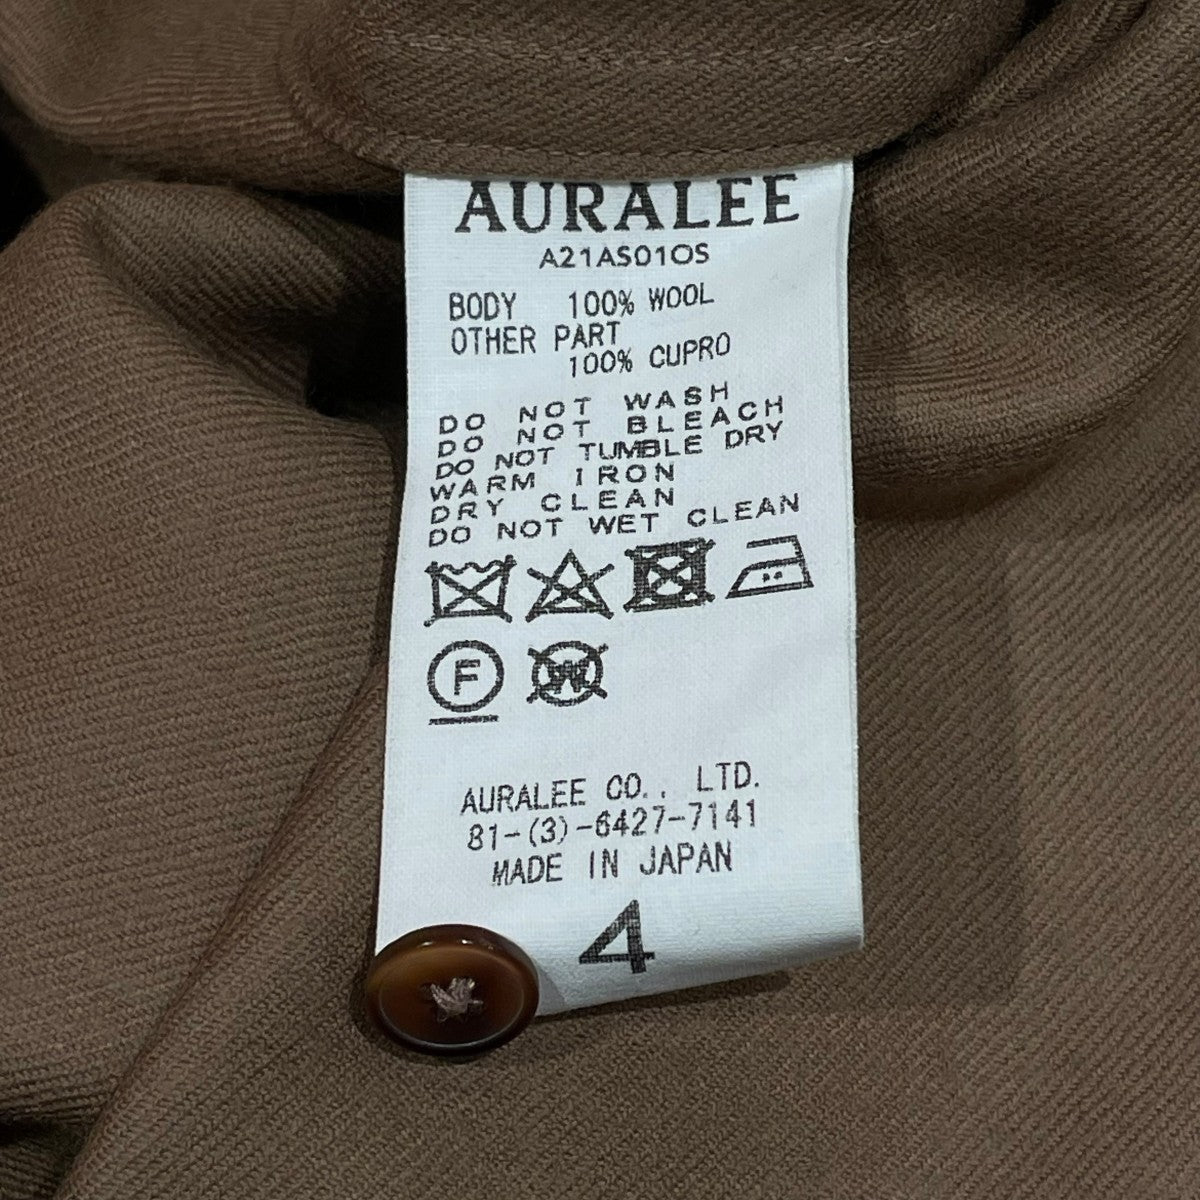 AURALEE
A21AS01OS
BODY 100% WOOL
OTHER PART
100% CUPRO
DO NOT WASH
DO NOT BLEACH
DO NOT TUMBLE DRY
WARM IRON
DRY CLEAN
DO NOT WET CLEAN
F W
AURALEE CO., LTD.
81-(3)-6427-7141
MADE IN JAPAN
4